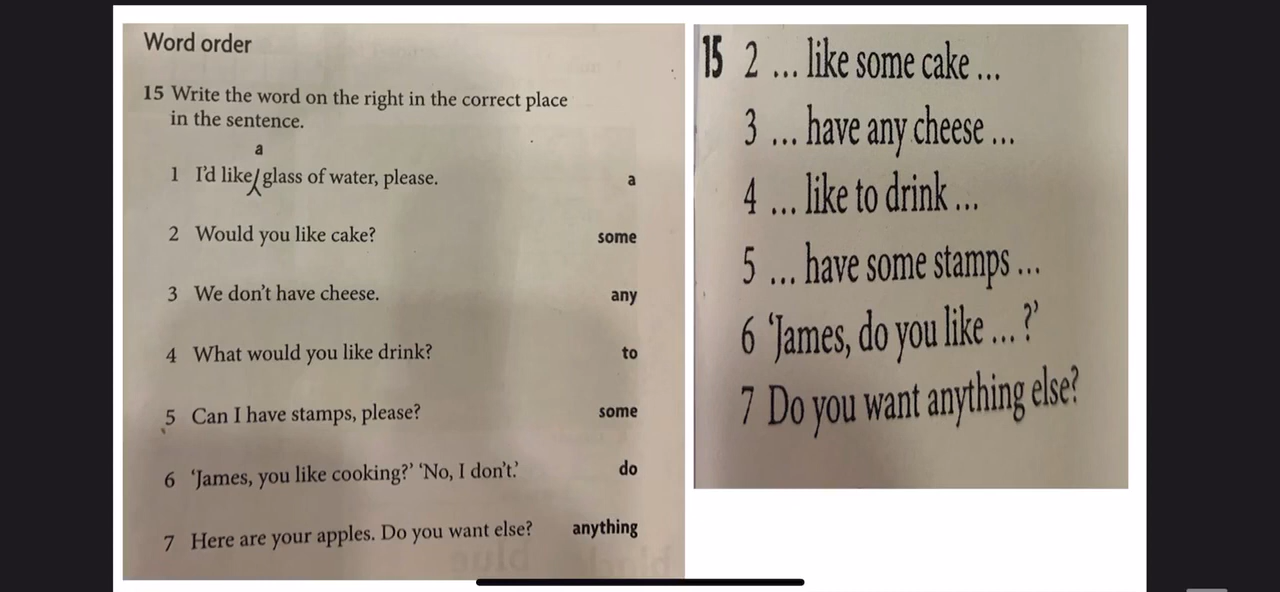 Word order
15 Write the word on the right in the correct place
in the sentence.
a
1 I'd like glass of water, please. a
2 Would you like cake? some
3 We don't have cheese. any
4 What would you like drink? to
5 Can I have stamps, please? some
6 ‘James, you like cooking?’ ‘No, I don't.’ do
7 Here are your apples. Do you want else? anything
15 2 ... like some cake ...
3 ... have any cheese ...
4 ... like to drink ...
5 ... have some stamps ...
6 ‘James, do you like ... ?’
7 Do you want anything else?